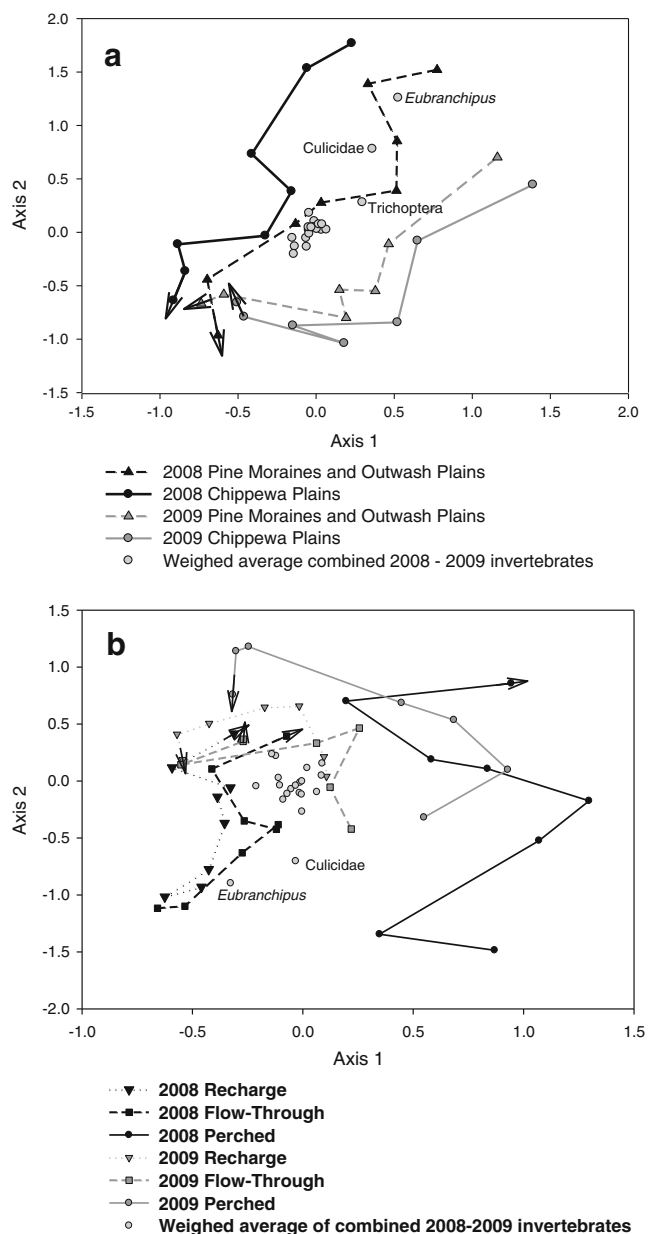 a
2.0
1.5
1.0
0.5
0.0
-0.5
-1.0
-1.5
Axis 2
Eubranchipus
Culicidae
Trichoptera
-1.5 -1.0 -0.5 0.0 0.5 1.0 1.5 2.0
Axis 1
2008 Pine Moraines and Outwash Plains
2008 Chippewa Plains
2009 Pine Moraines and Outwash Plains
2009 Chippewa Plains
Weighed average combined 2008 - 2009 invertebrates
b
1.5
1.0
0.5
0.0
-0.5
-1.0
-1.5
-2.0
Axis 2
Culicidae
Eubranchipus
-1.0 -0.5 0.0 0.5 1.0 1.5
Axis 1
2008 Recharge
2008 Flow-Through
2008 Perched
2009 Recharge
2009 Flow-Through
2009 Perched
Weighed average of combined 2008-2009 invertebrates